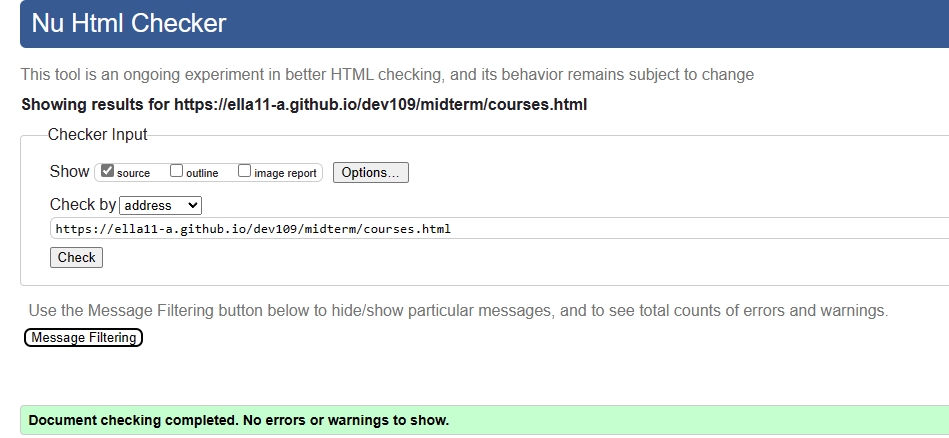 Nu Html Checker
This tool is an ongoing experiment in better HTML checking, and its behavior remains subject to change
Showing results for https://ella11-a.github.io/dev109/midterm/courses.html
Checker Input
Show source outline image report Options...
Check by address
https://ella11-a.github.io/dev109/midterm/courses.html
Check
Use the Message Filtering button below to hide/show particular messages, and to see total counts of errors and warnings.
Message Filtering
Document checking completed. No errors or warnings to show.